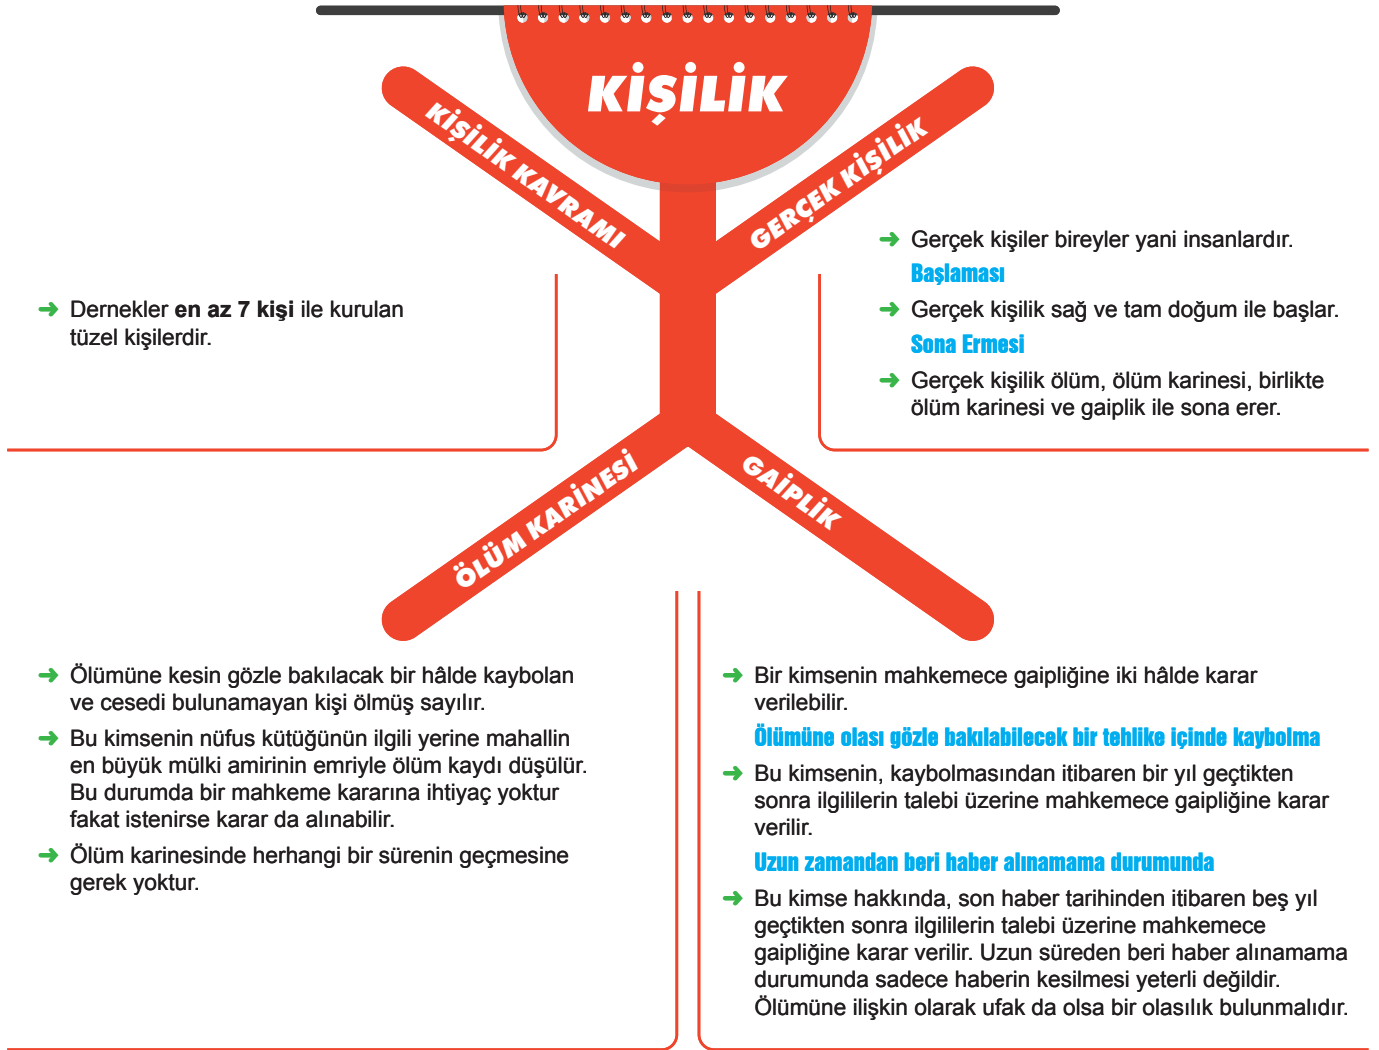 KİŞİLİK
KİŞİLİK KAVRAMI
Dernekler en az 7 kişi ile kurulan
tüzel kişilerdir.
GERÇEK KİŞİLİK
Gerçek kişiler bireyler yani insanlardır.
Başlaması
Gerçek kişilik sağ ve tam doğum ile başlar.
Sona Ermesi
Gerçek kişilik ölüm, ölüm karinesi, birlikte
ölüm karinesi ve gaiplik ile sona erer.
ÖLÜM KARİNESİ
Ölümüne kesin gözle bakılacak bir hâlde kaybolan
ve cesedi bulunamayan kişi ölmüş sayılır.
Bu kimsenin nüfus kütüğünün ilgili yerine mahallin
en büyük mülki amirinin emriyle ölüm kaydı düşülür.
Bu durumda bir mahkeme kararına ihtiyaç yoktur
fakat istenirse karar da alınabilir.
Ölüm karinesinde herhangi bir sürenin geçmesine
gerek yoktur.
GAİPLİK
Bir kimsenin mahkemece gaipliğine iki hâlde karar
verilebilir.
Ölümüne olası gözle bakılabilecek bir tehlike içinde kaybolma
Bu kimsenin, kaybolmasından itibaren bir yıl geçtikten
sonra ilgililerin talebi üzerine mahkemece gaipliğine karar
verilir.
Uzun zamandan beri haber alınamama durumunda
Bu kimse hakkında, son haber tarihinden itibaren beş yıl
geçtikten sonra ilgililerin talebi üzerine mahkemece
gaipliğine karar verilir. Uzun süreden beri haber alınamama
durumunda sadece haberin kesilmesi yeterli değildir.
Ölümüne ilişkin olarak ufak da olsa bir olasılık bulunmalıdır.